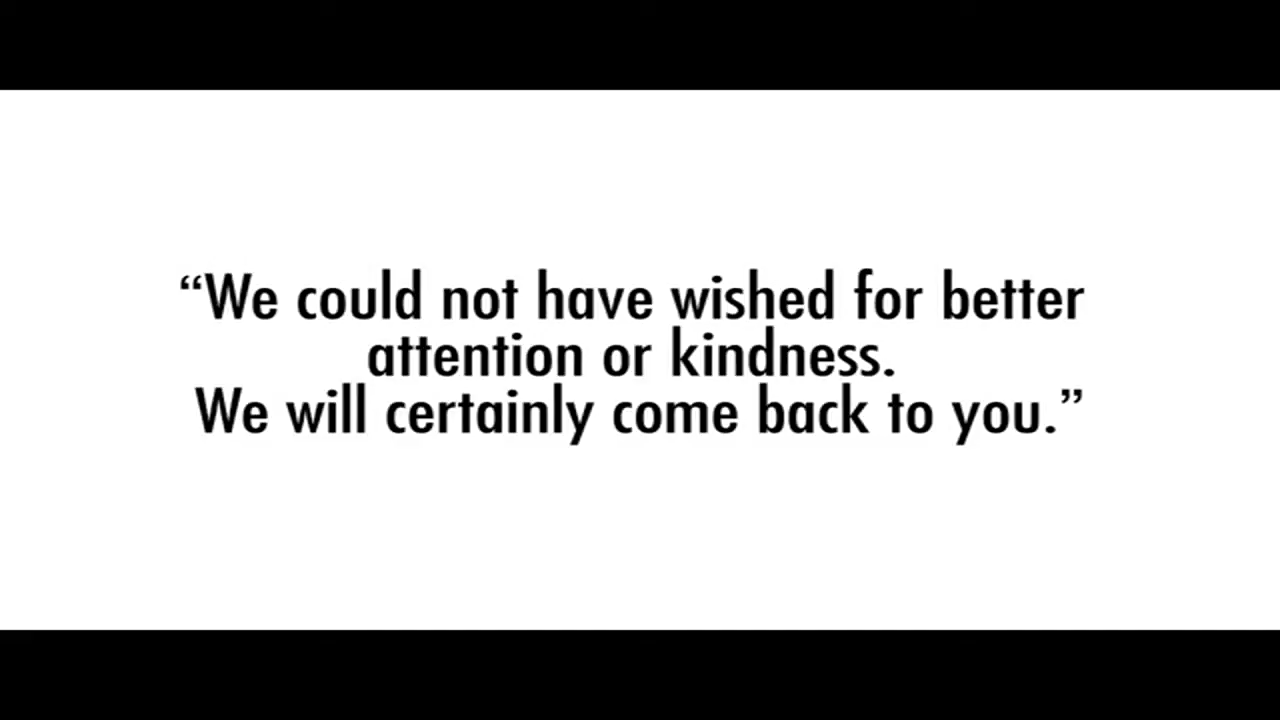 “We could not have wished for better
attention or kindness.
We will certainly come back to you.”